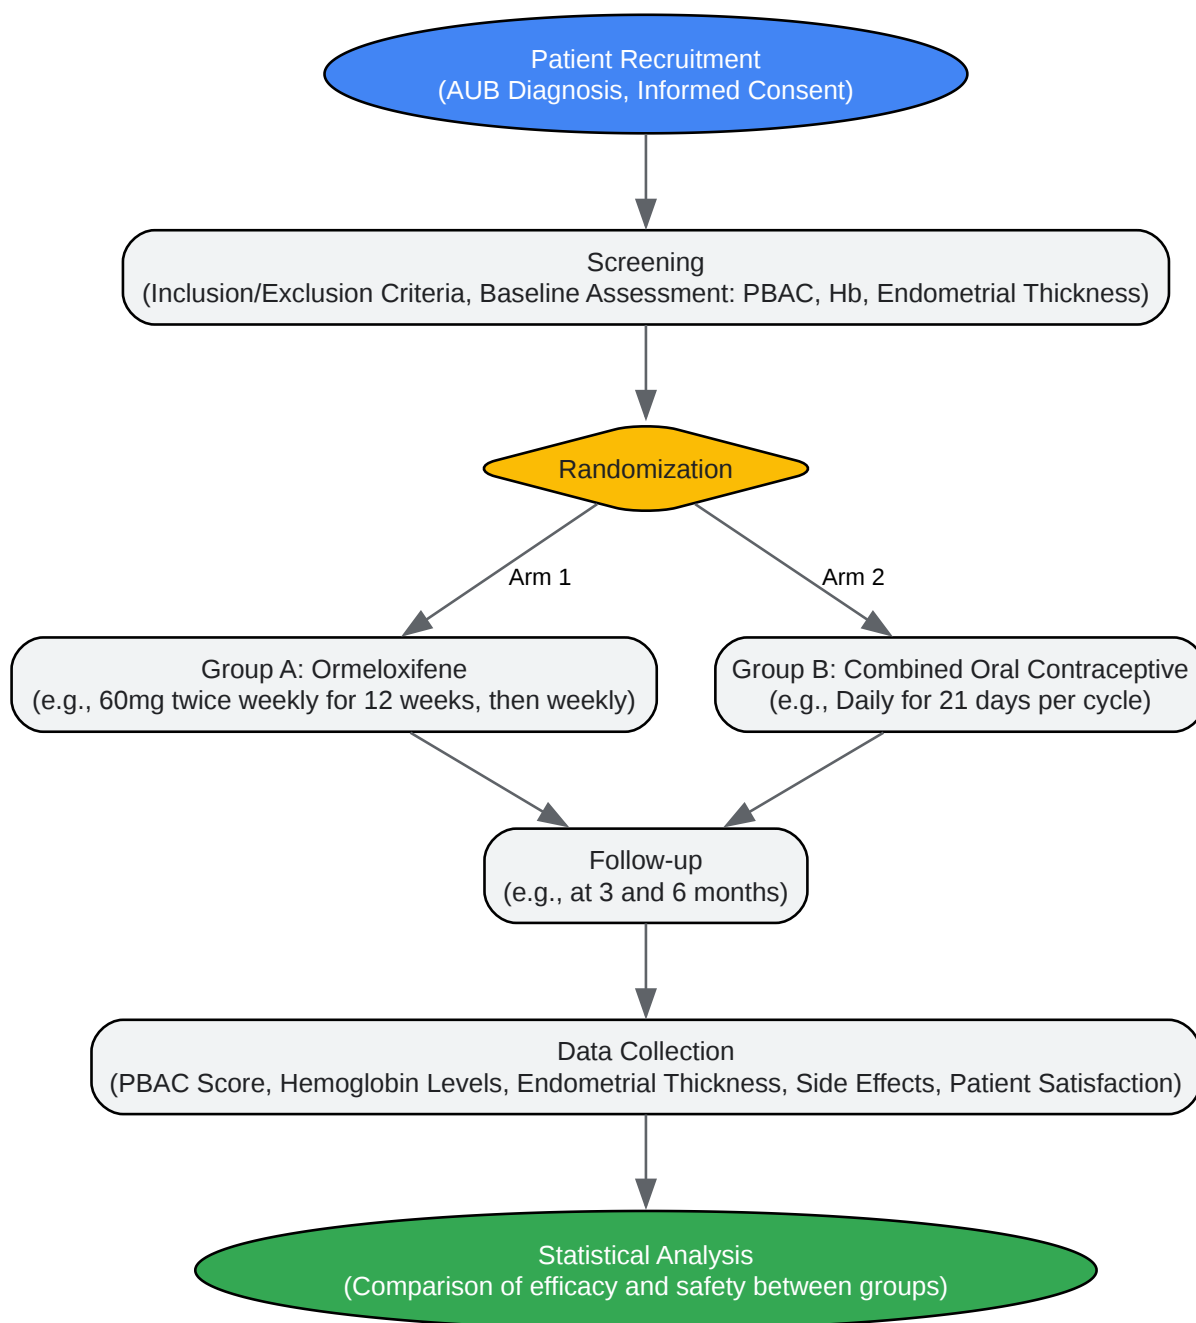 Patient Recruitment
(AUB Diagnosis, Informed Consent)
Screening
(Inclusion/Exclusion Criteria, Baseline Assessment: PBAC, Hb, Endometrial Thickness)
Randomization
Arm 1
Arm 2
Group A: Ormeloxifene
(e.g., 60mg twice weekly for 12 weeks, then weekly)
Group B: Combined Oral Contraceptive
(e.g., Daily for 21 days per cycle)
Follow-up
(e.g., at 3 and 6 months)
Data Collection
(PBAC Score, Hemoglobin Levels, Endometrial Thickness, Side Effects, Patient Satisfaction)
Statistical Analysis
(Comparison of efficacy and safety between groups)